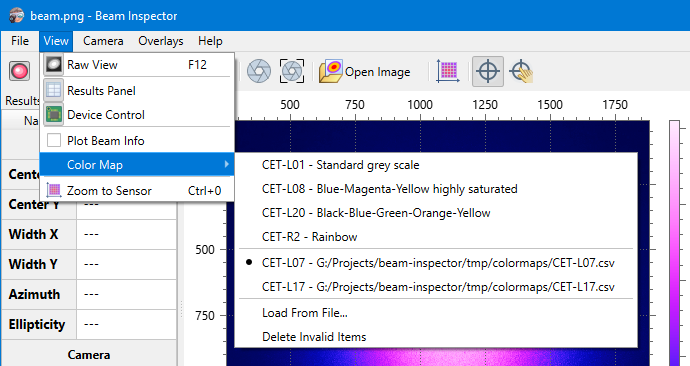 beam.png - Beam Inspector
File View Camera Overlays Help
Raw View F12
Open Image
Results
Results Panel
500 750 1000 1250 1500 1750
Device Control
Plot Beam Info
Color Map
CET-L01 - Standard grey scale
Zoom to Sensor Ctrl+0
CET-L08 - Blue-Magenta-Yellow highly saturated
Center Y ---
CET-L20 - Black-Blue-Green-Orange-Yellow
Width X ---
CET-R2 - Rainbow
500
Width Y ---
CET-L07 - G:/Projects/beam-inspector/tmp/colormaps/CET-L07.csv
Azimuth ---
CET-L17 - G:/Projects/beam-inspector/tmp/colormaps/CET-L17.csv
750
Ellipticity ---
Load From File...
Delete Invalid Items
Camera